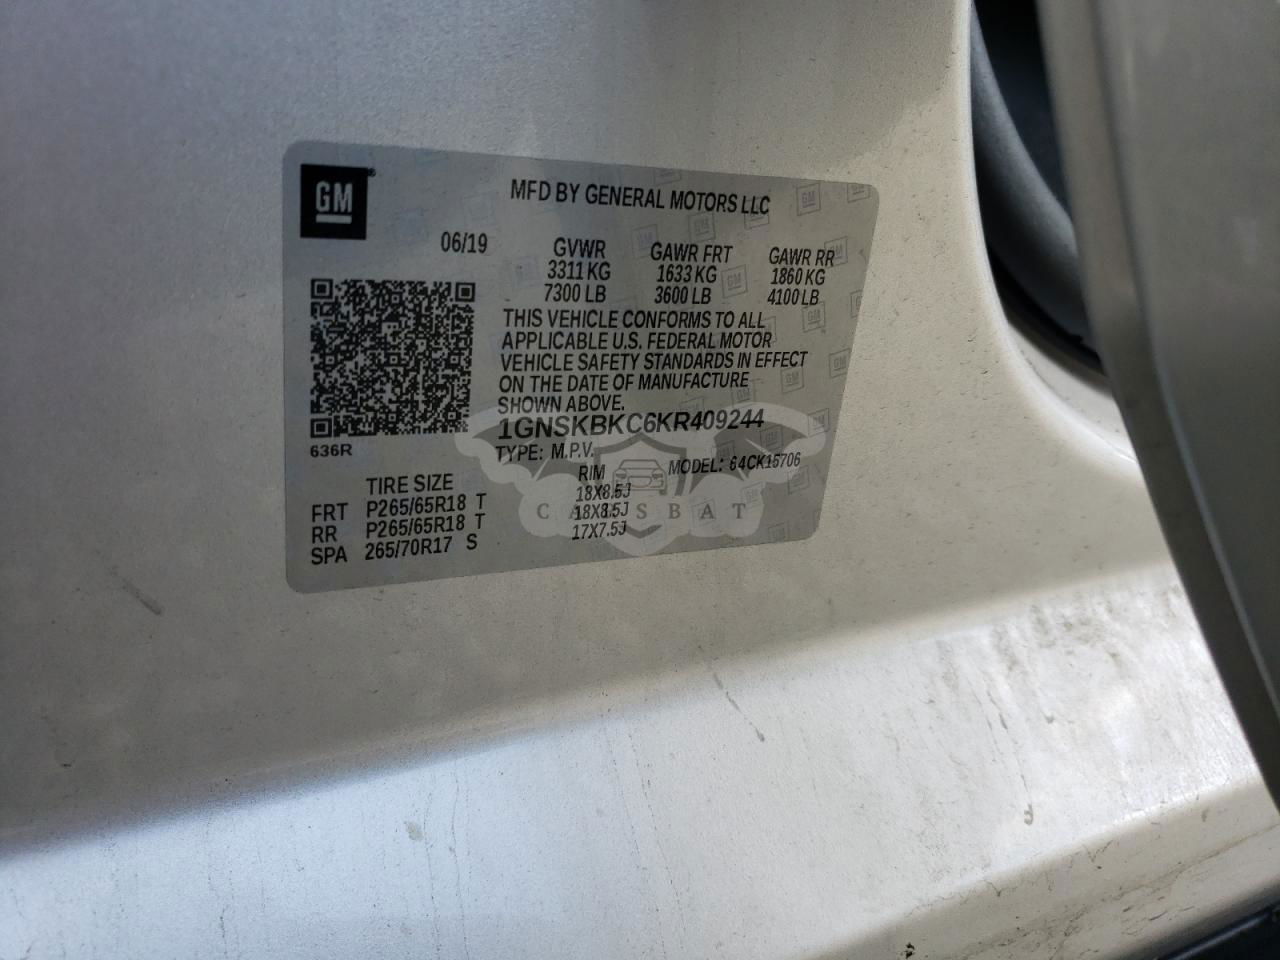 GM
MFD BY GENERAL MOTORS LLC
06/19
GVWR GAWR FRT GAWR RR
3311 KG 1633 KG 1860 KG
7300 LB 3600 LB 4100 LB
THIS VEHICLE CONFORMS TO ALL
APPLICABLE U.S. FEDERAL MOTOR
VEHICLE SAFETY STANDARDS IN EFFECT
ON THE DATE OF MANUFACTURE
SHOWN ABOVE.
1GNSKBKC6KR409244
636R
TYPE: M.P.V. MODEL: 64CK15706
TIRE SIZE RIM
FRT P265/65R18 T 18X8.5J
RR P265/65R18 T 18X8.5J
SPA 265/70R17 S 17X7.5J
CARSBAT